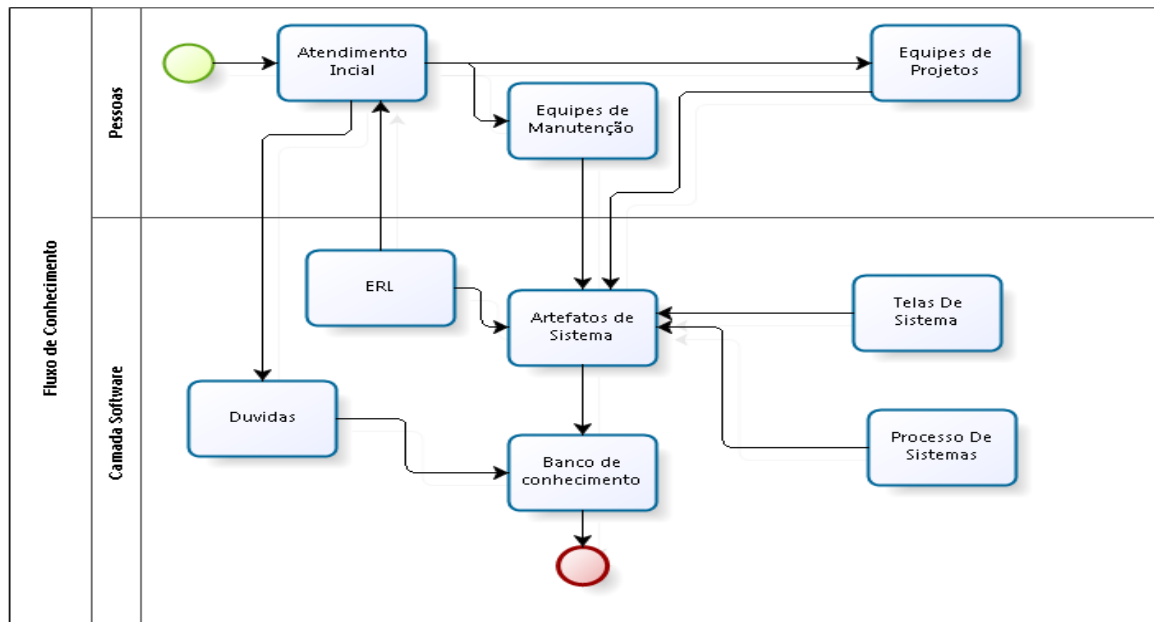 Fluxo de Conhecimento
Pessoas
Atendimento
Incial
Equipes de
Projetos
Equipes de
Manutenção
Camada Software
ERL
Artefatos de
Sistema
Telas De
Sistema
Duvidas
Processo De
Sistemas
Banco de
conhecimento